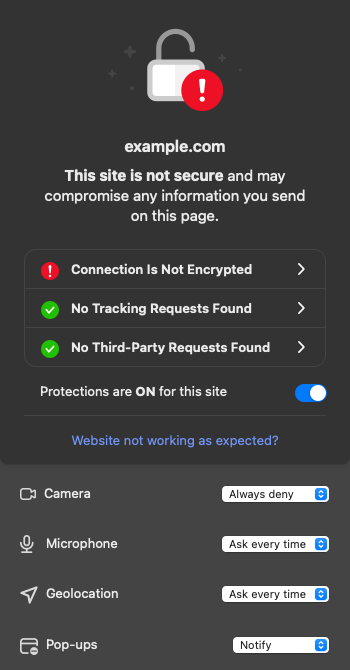 example.com
This site is not secure and may
compromise any information you send
on this page.
Connection Is Not Encrypted
No Tracking Requests Found
No Third-Party Requests Found
Protections are ON for this site
Website not working as expected?
Camera Always deny
Microphone Ask every time
Geolocation Ask every time
Pop-ups Notify